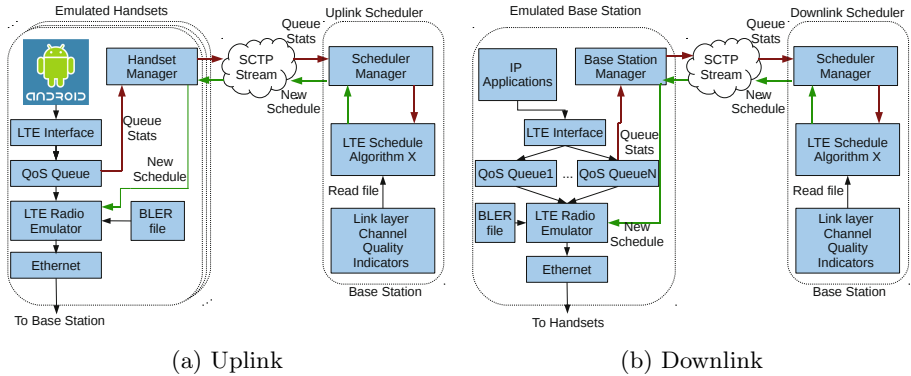 Emulated Handsets
ANDROID
Handset
Manager
LTE Interface
QoS Queue
LTE Radio
Emulator
BLER
file
Ethernet
Queue
Stats
New
Schedule
To Base Station
Queue
Stats
SCTP
Stream
New
Schedule
Uplink Scheduler
Scheduler
Manager
LTE Schedule
Algorithm X
Read file
Link layer
Channel
Quality
Indicators
Base Station
(a) Uplink
Emulated Base Station
IP
Applications
Base Station
Manager
LTE Interface
Queue
Stats
QoS Queue1
...
QoS QueueN
BLER
file
LTE Radio
Emulator
New
Schedule
Ethernet
To Handsets
Queue
Stats
SCTP
Stream
New
Schedule
Downlink Scheduler
Scheduler
Manager
LTE Schedule
Algorithm X
Read file
Link layer
Channel
Quality
Indicators
Base Station
(b) Downlink